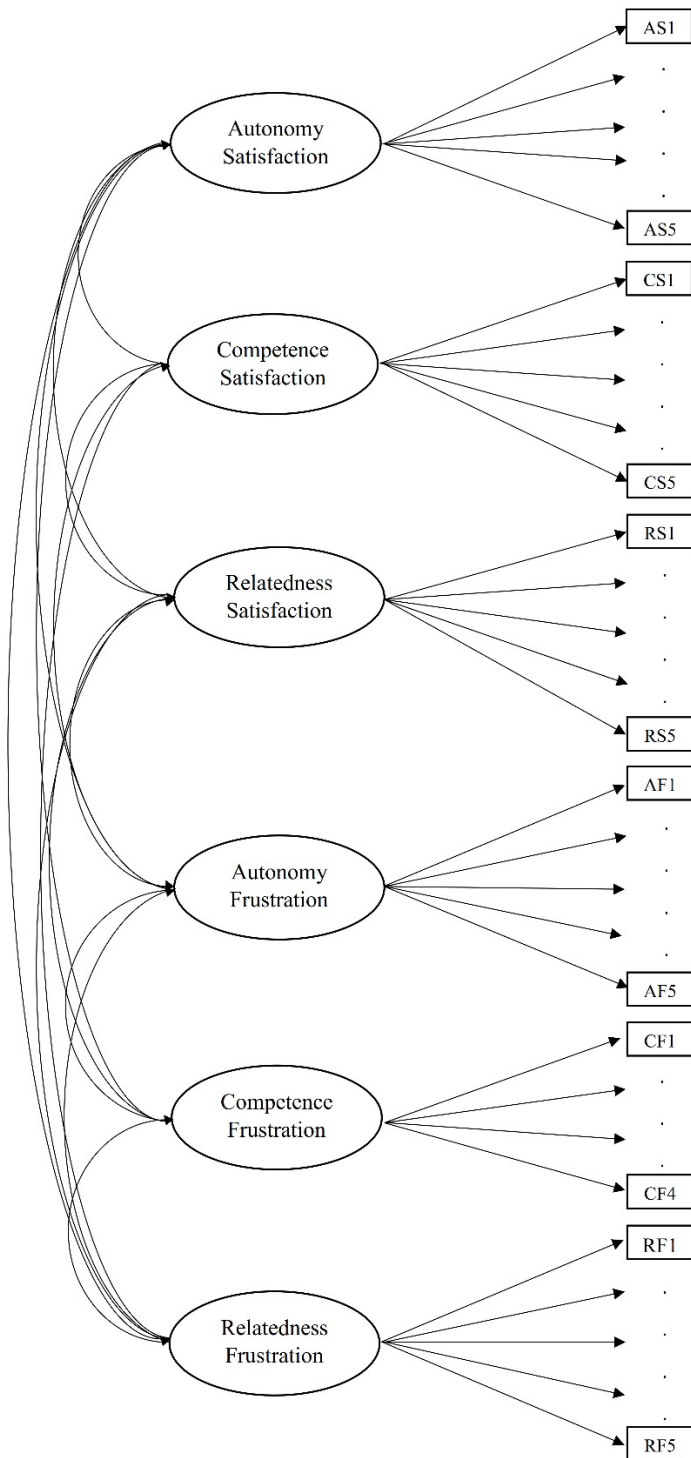 AS1
Autonomy
Satisfaction
AS5
CS1
Competence
Satisfaction
CS5
RS1
Relatedness
Satisfaction
RS5
AF1
Autonomy
Frustration
AF5
CF1
Competence
Frustration
CF4
RF1
Relatedness
Frustration
RF5